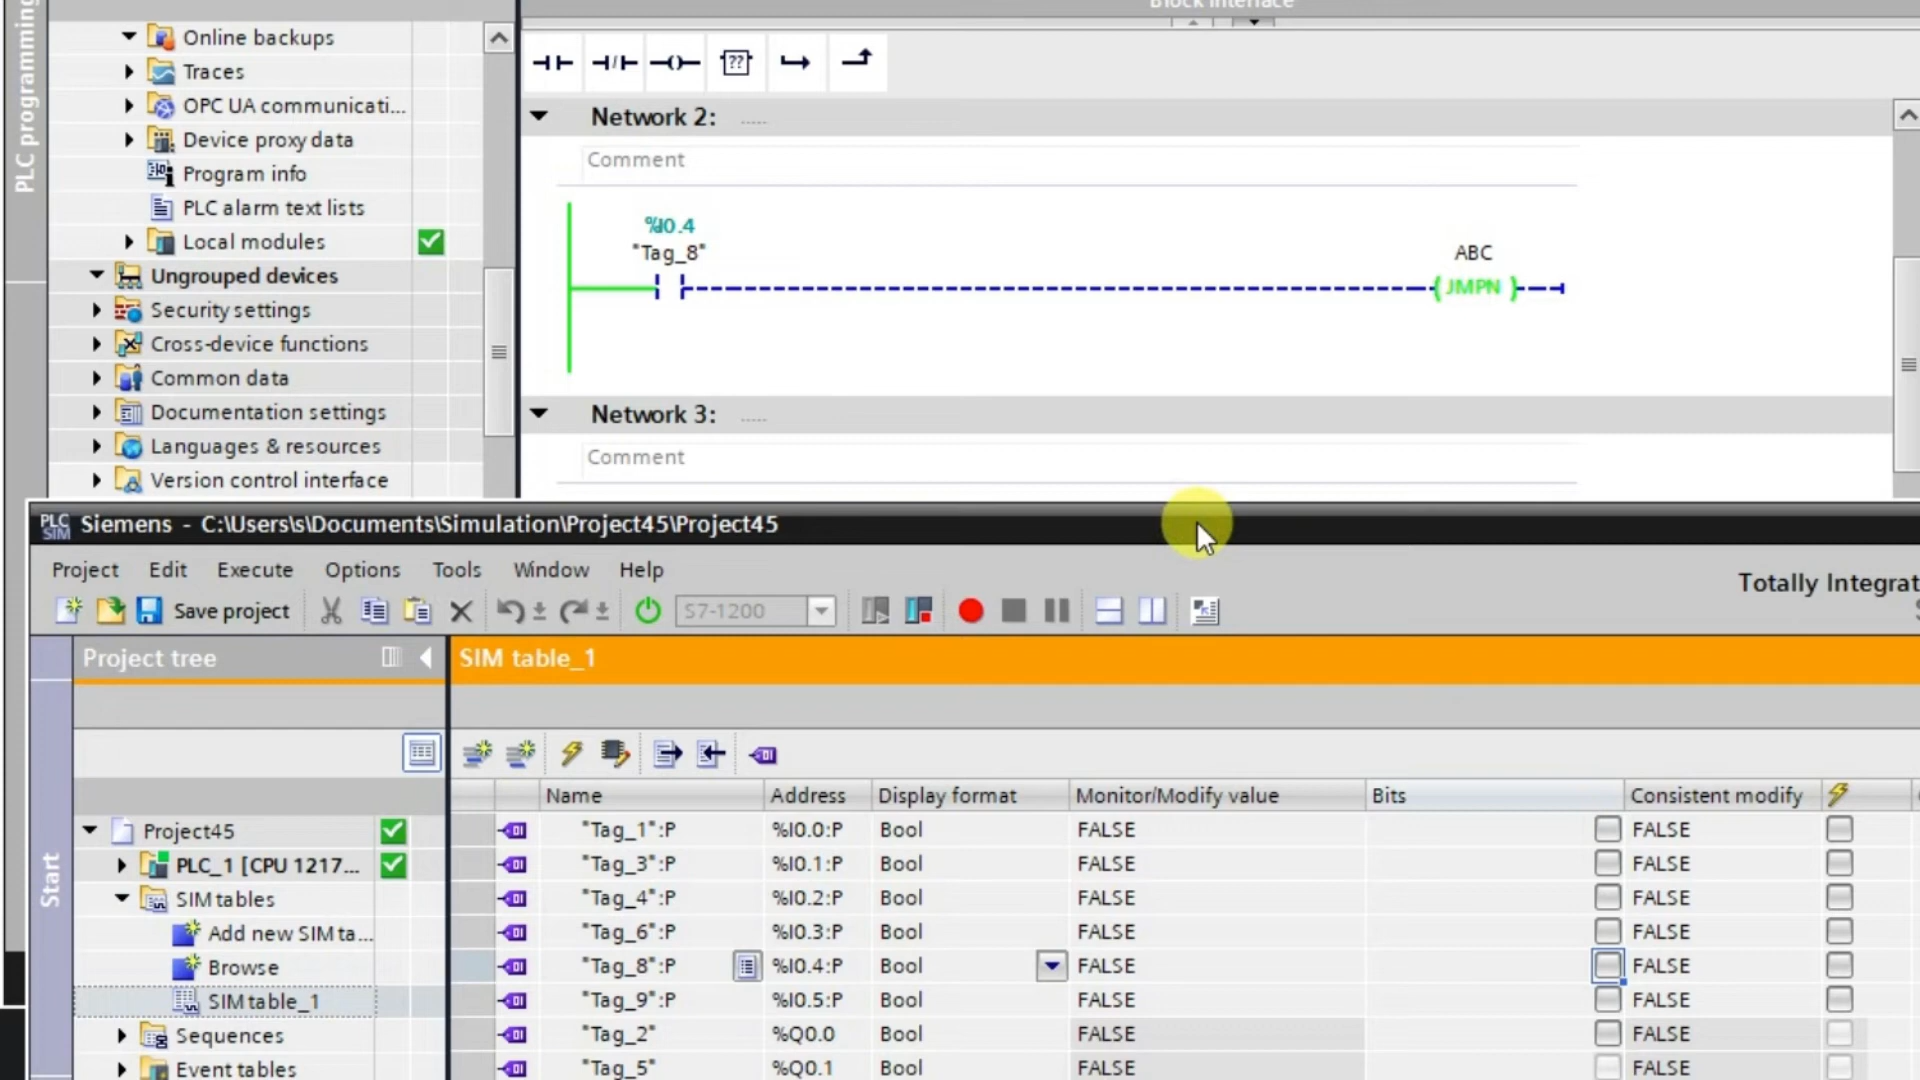 Block interface
PLC programming
Online backups
Traces
OPC UA communicati...
Device proxy data
Program info
PLC alarm text lists
Local modules
Ungrouped devices
Security settings
Cross-device functions
Common data
Documentation settings
Languages & resources
Version control interface
??
Network 2: .....
Comment
%I0.4
"Tag_8"
ABC
JMPN
Network 3: .....
Comment
PLC SIM Siemens - C:\Users\s\Documents\Simulation\Project45\Project45
Project Edit Execute Options Tools Window Help
Totally Integrat
Save project S7-1200
Project tree
SIM table_1
Start
Project45
PLC_1 [CPU 1217...
SIM tables
Add new SIM ta...
Browse
SIM table_1
Sequences
Event tables
Name Address Display format Monitor/Modify value Bits Consistent modify
"Tag_1":P %I0.0:P Bool FALSE FALSE
"Tag_3":P %I0.1:P Bool FALSE FALSE
"Tag_4":P %I0.2:P Bool FALSE FALSE
"Tag_6":P %I0.3:P Bool FALSE FALSE
"Tag_8":P %I0.4:P Bool FALSE FALSE
"Tag_9":P %I0.5:P Bool FALSE FALSE
"Tag_2" %Q0.0 Bool FALSE FALSE
"Tag_5" %Q0.1 Bool FALSE FALSE